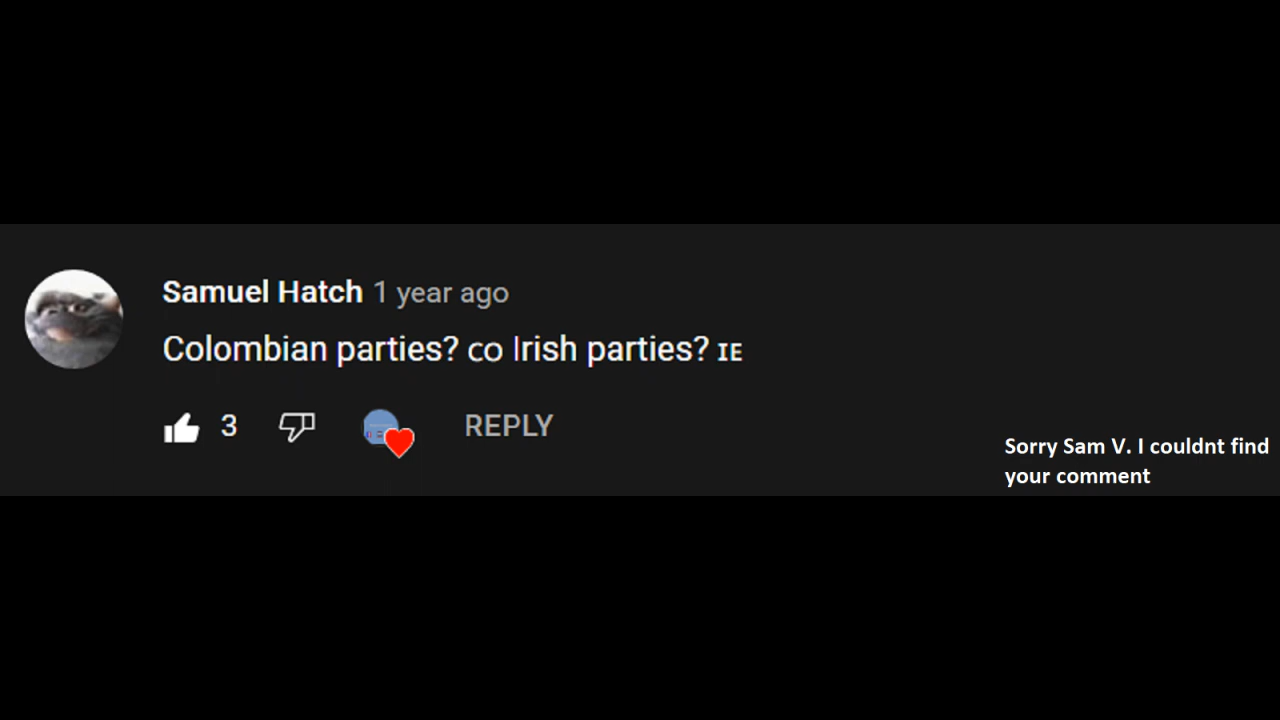 Samuel Hatch 1 year ago
Colombian parties? CO Irish parties? IE
3 REPLY
Sorry Sam V. I couldnt find
your comment